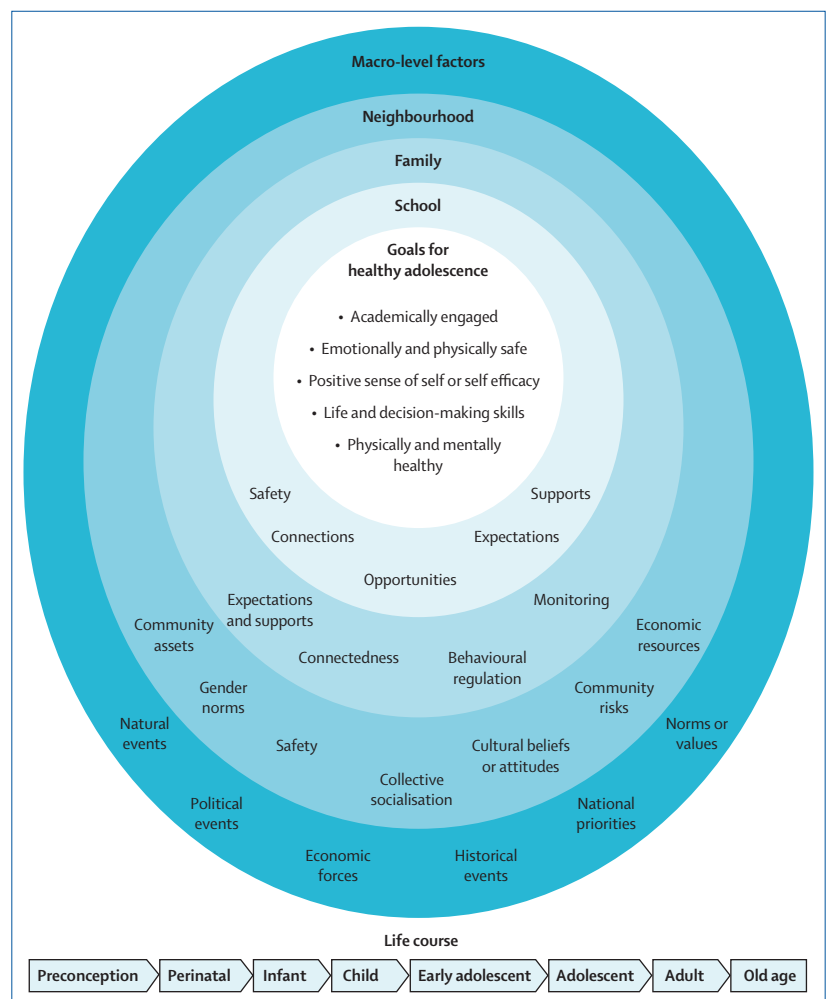 Macro-level factors
Neighbourhood
Family
School
Goals for
healthy adolescence
• Academically engaged
• Emotionally and physically safe
• Positive sense of self or self efficacy
• Life and decision-making skills
• Physically and mentally
healthy
Safety
Supports
Connections
Expectations
Opportunities
Expectations
and supports
Monitoring
Connectedness
Behavioural
regulation
Community
assets
Economic
resources
Gender
norms
Community
risks
Safety
Cultural beliefs
or attitudes
Collective
socialisation
Natural
events
Norms or
values
Political
events
National
priorities
Economic
forces
Historical
events
Life course
Preconception
Perinatal
Infant
Child
Early adolescent
Adolescent
Adult
Old age